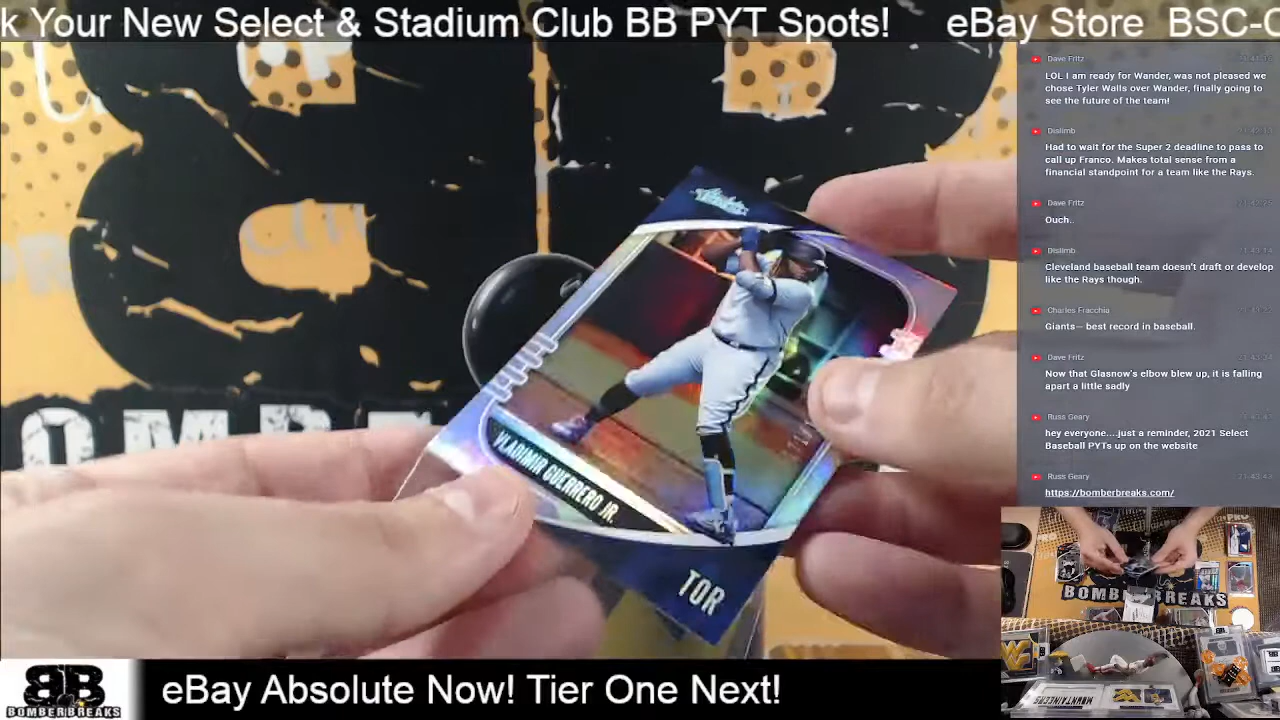 k Your New Select & Stadium Club BB PYT Spots! eBay Store BSC-C
Dave Fritz
LOL I am ready for Wander, was not pleased we
chose Tyler Walls over Wander, finally going to
see the future of the team!
Dislimb
Had to wait for the Super 2 deadline to pass to
call up Franco. Makes total sense from a
financial standpoint for a team like the Rays.
Dave Fritz
Ouch..
Dislimb
Cleveland baseball team doesn't draft or develop
like the Rays though.
Charles Fracchia
Giants— best record in baseball.
Dave Fritz
Now that Glasnow's elbow blew up, it is falling
apart a little sadly
Russ Geary
hey everyone....just a reminder, 2021 Select
Baseball PYTs up on the website
Russ Geary
https://bomberbreaks.com/
Absolute
VLADIMIR GUERRERO JR.
TOR
BOMBERBREAKS
MOUNTAINEERS
BB
BOMBERBREAKS
eBay Absolute Now! Tier One Next!